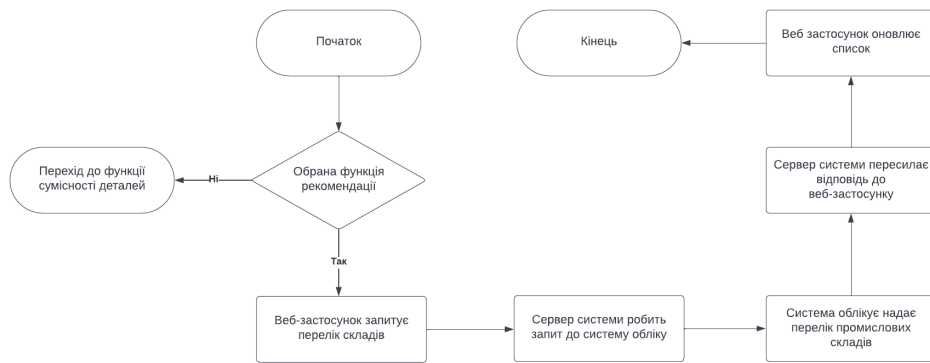 Початок
Обрана функція
рекомендації
Ні
Перехід до функції
сумісності деталей
Так
Веб-застосунок запитує
перелік складів
Сервер системи робить
запит до систему обліку
Система облікує надає
перелік промислових
складів
Сервер системи пересилає
відповідь до
веб-застосунку
Веб застосунок оновлює
список
Кінець